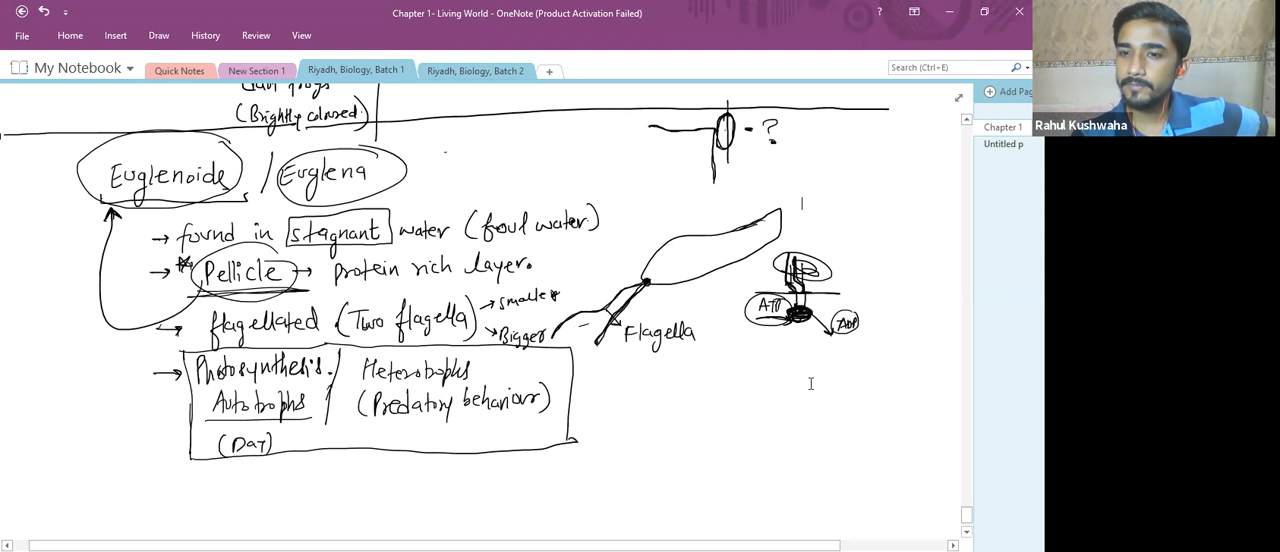 Chapter 1- Living World - OneNote (Product Activation Failed)
?
File Home Insert Draw History Review View
My Notebook
Quick Notes
New Section 1
Riyadh, Biology, Batch 1
Riyadh, Biology, Batch 2
Search (Ctrl+E)
Add Pag
Chapter 1
Untitled p
Rahul Kushwaha
(Brightly coloured)
- ?
Euglenoide / Euglena
→ found in stagnant water (foul water)
→ * Pellicle → protein rich layer.
→ flagellated (Two flagella) → smaller
→ Bigger
Flagella
ATP
ADP
→ Photosynthesis. / Heterotrophs
Autotrophs (Predatory behaviour)
(Day)